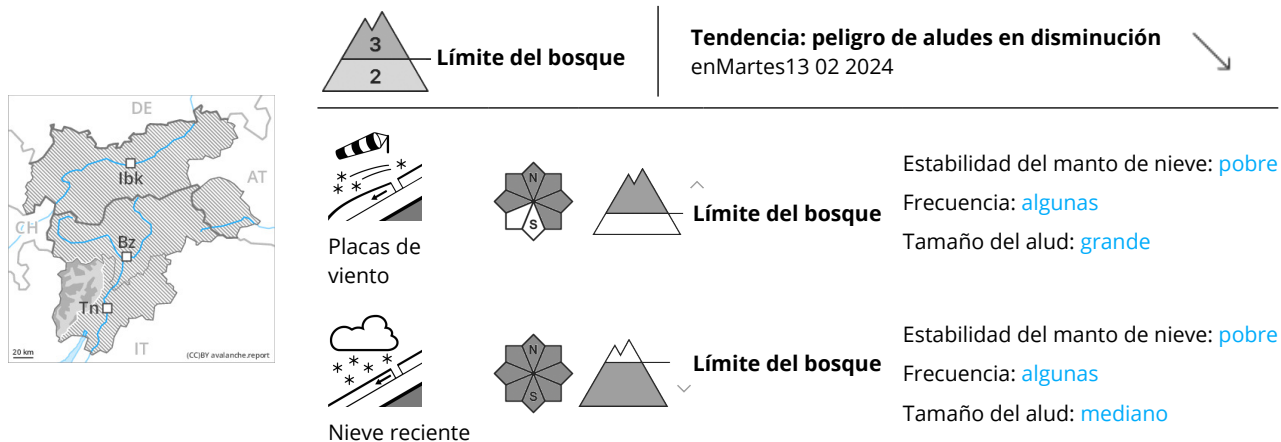 3
2
Límite del bosque
Tendencia: peligro de aludes en disminución
enMartes13 02 2024
DE
Ibk
AT
CH
Bz
Tn
IT
20 km
(CC)BY avalanche.report
Placas de
viento
N
S
Límite del bosque
Estabilidad del manto de nieve: pobre
Frecuencia: algunas
Tamaño del alud: grande
Nieve reciente
N
S
Límite del bosque
Estabilidad del manto de nieve: pobre
Frecuencia: algunas
Tamaño del alud: mediano